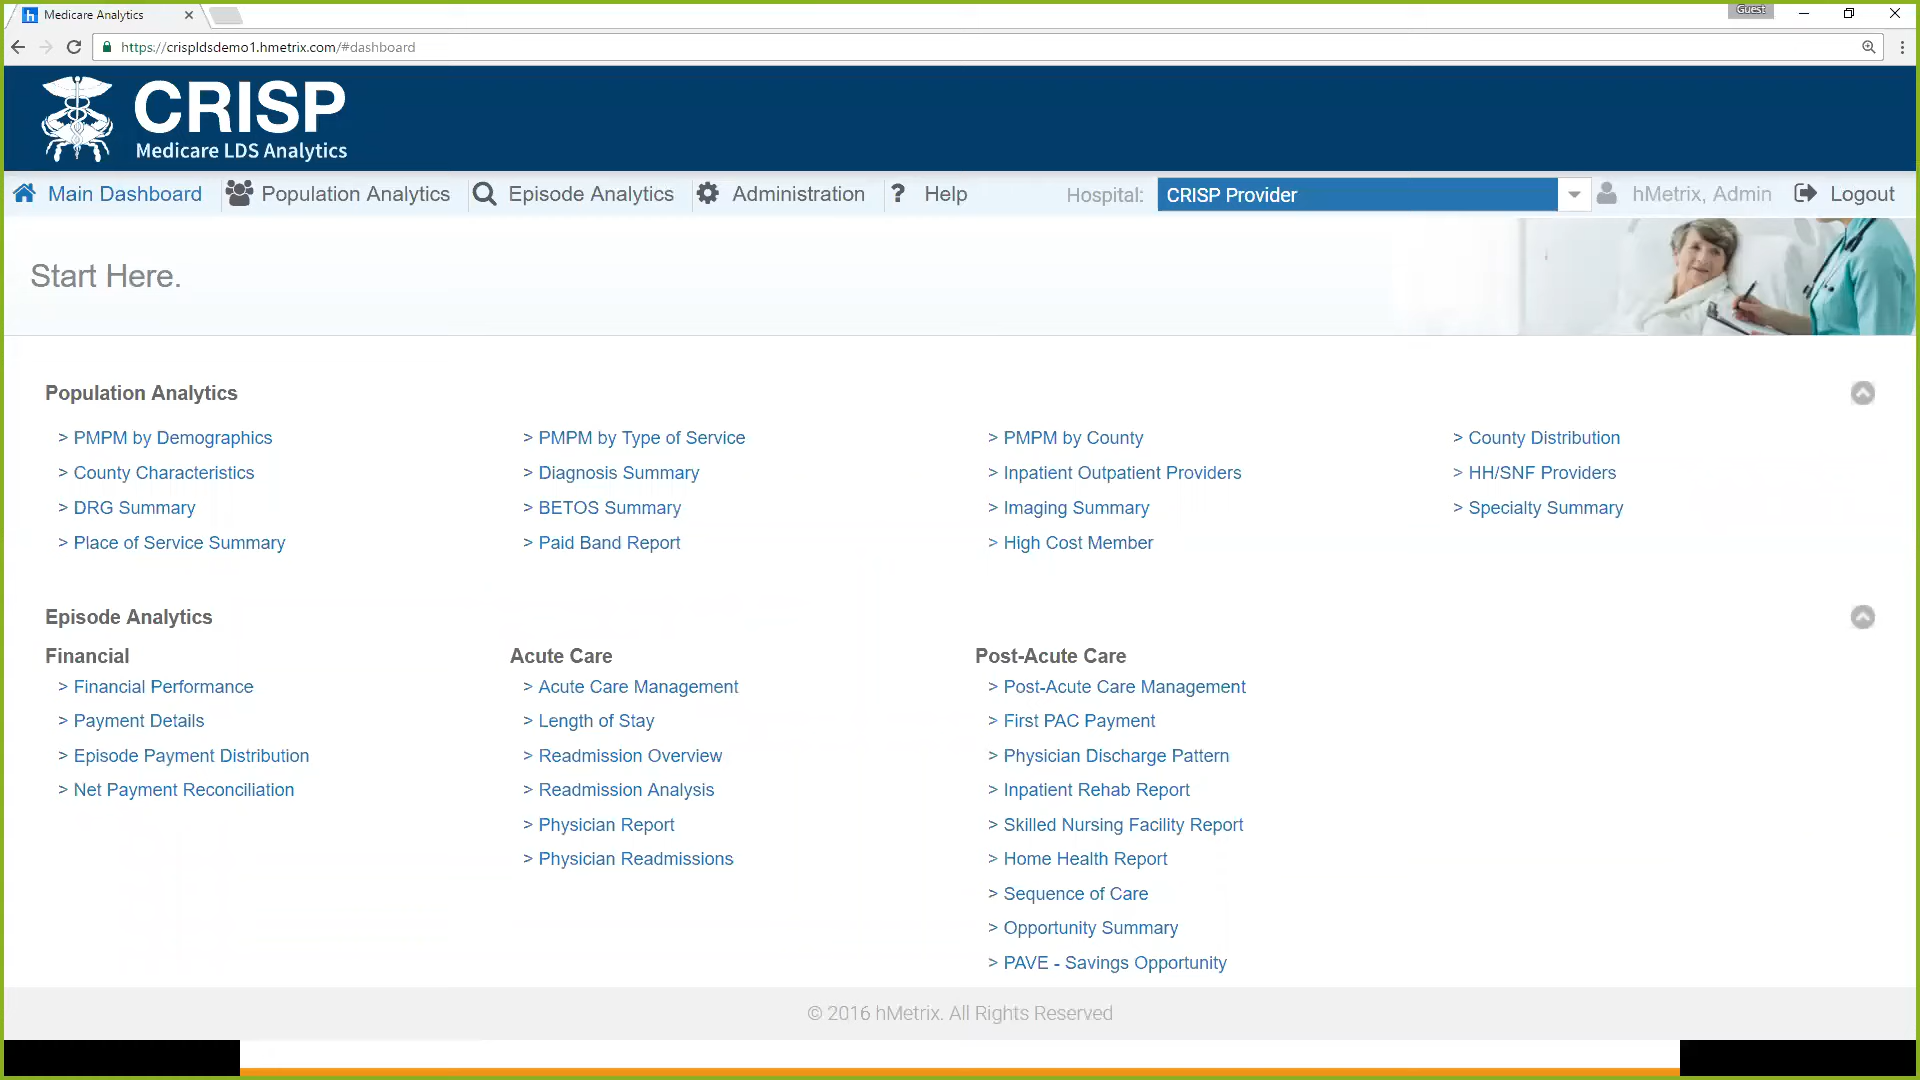 Medicare Analytics
Guest
https://crispldsdemo1.hmetrix.com/#dashboard
CRISP
Medicare LDS Analytics
Main Dashboard Population Analytics Episode Analytics Administration ? Help Hospital: CRISP Provider hMetrix, Admin Logout
Start Here.
Population Analytics
> PMPM by Demographics > PMPM by Type of Service > PMPM by County > County Distribution
> County Characteristics > Diagnosis Summary > Inpatient Outpatient Providers > HH/SNF Providers
> DRG Summary > BETOS Summary > Imaging Summary > Specialty Summary
> Place of Service Summary > Paid Band Report > High Cost Member
Episode Analytics
Financial
> Financial Performance
> Payment Details
> Episode Payment Distribution
> Net Payment Reconciliation
Acute Care
> Acute Care Management
> Length of Stay
> Readmission Overview
> Readmission Analysis
> Physician Report
> Physician Readmissions
Post-Acute Care
> Post-Acute Care Management
> First PAC Payment
> Physician Discharge Pattern
> Inpatient Rehab Report
> Skilled Nursing Facility Report
> Home Health Report
> Sequence of Care
> Opportunity Summary
> PAVE - Savings Opportunity
© 2016 hMetrix. All Rights Reserved